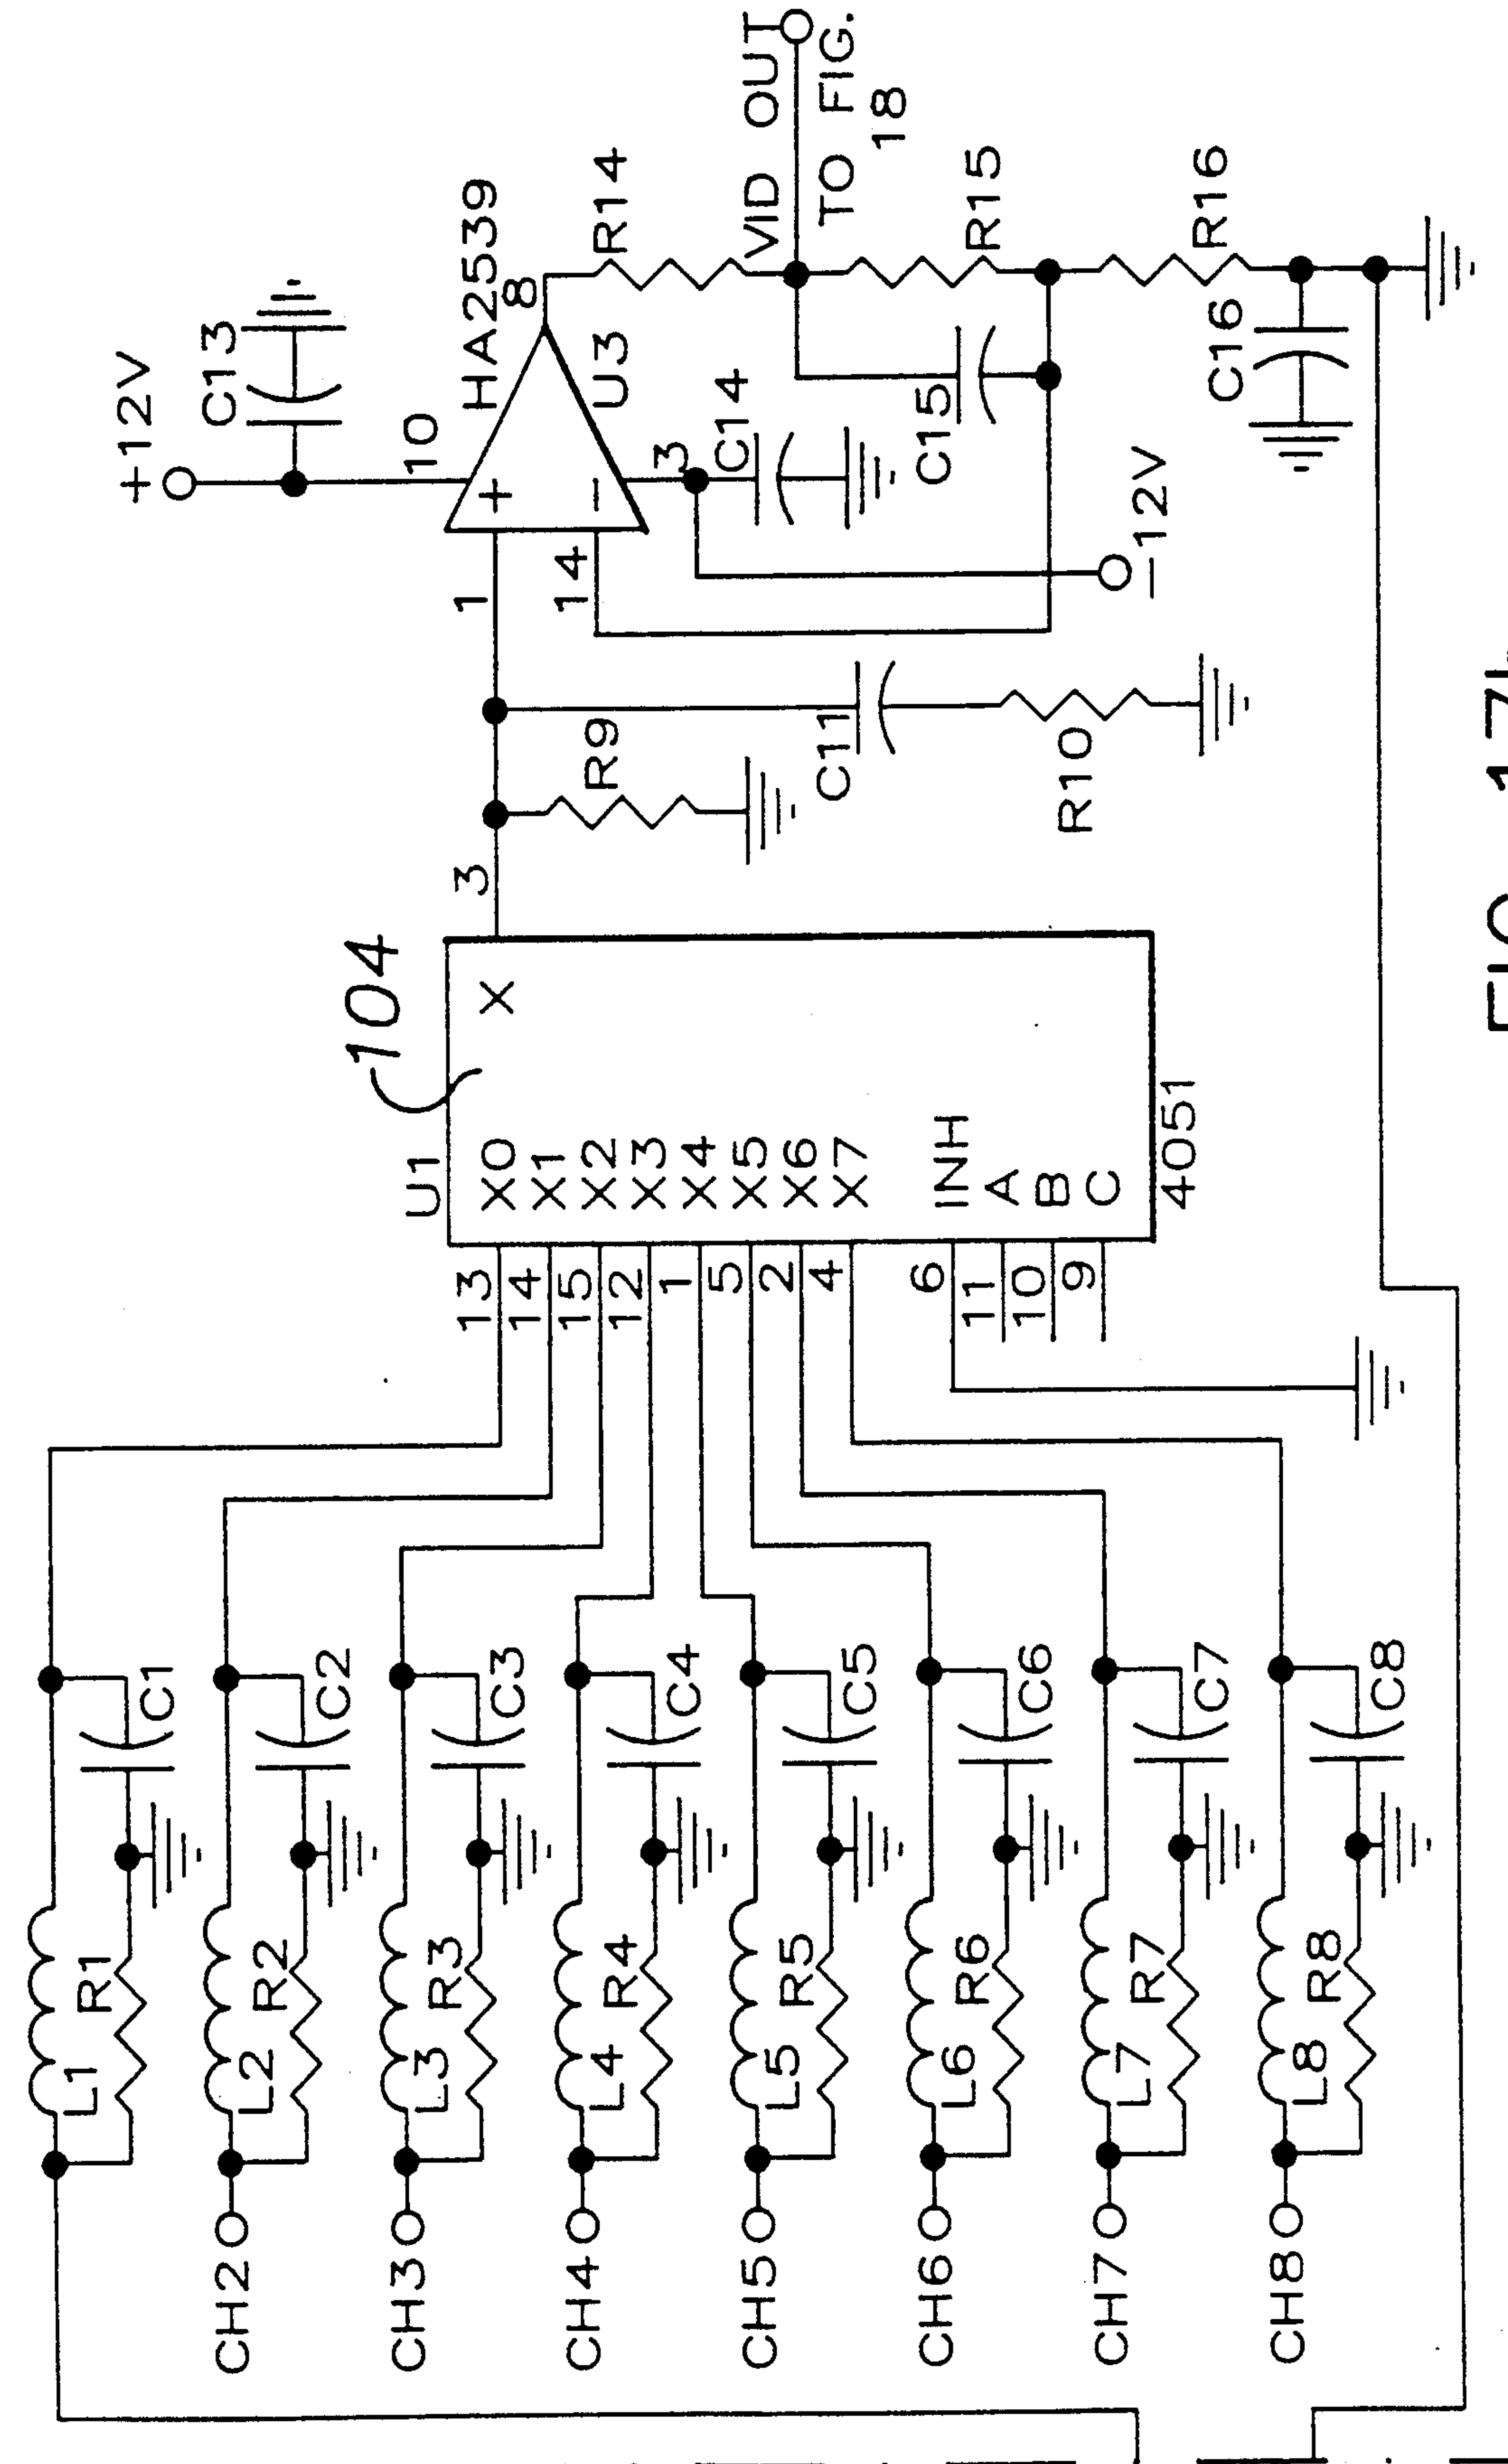 +12V
C13
10
HA2539
8
U3
R14
VID OUT
TO FIG.
18
R15
R16
C16
C15
C14
3
-12V
+
-
1
14
R9
C11
R10
3
104
U1
X
X0
X1
X2
X3
X4
X5
X6
X7
INH
A
B
C
4051
13
14
15
12
1
5
2
4
6
11
10
9
L1
R1
C1
CH2
L2
R2
C2
CH3
L3
R3
C3
CH4
L4
R4
C4
CH5
L5
R5
C5
CH6
L6
R6
C6
CH7
L7
R7
C7
CH8
L8
R8
C8